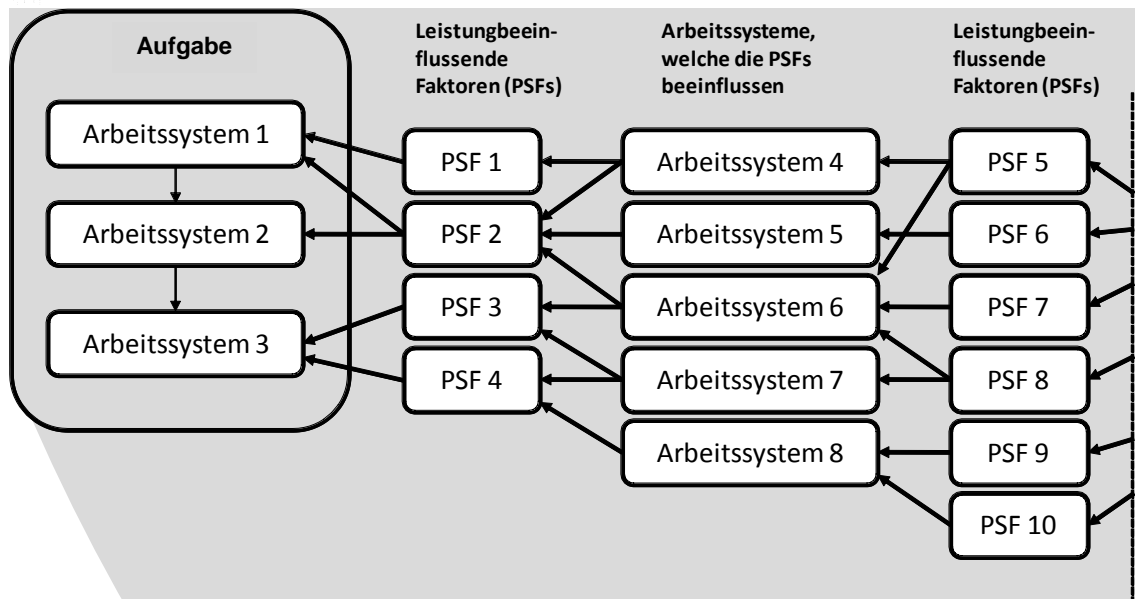 Aufgabe
Arbeitssystem 1
Arbeitssystem 2
Arbeitssystem 3
Leistungbeein-
flussende
Faktoren (PSFs)
PSF 1
PSF 2
PSF 3
PSF 4
Arbeitssysteme,
welche die PSFs
beeinflussen
Arbeitssystem 4
Arbeitssystem 5
Arbeitssystem 6
Arbeitssystem 7
Arbeitssystem 8
Leistungbeein-
flussende
Faktoren (PSFs)
PSF 5
PSF 6
PSF 7
PSF 8
PSF 9
PSF 10